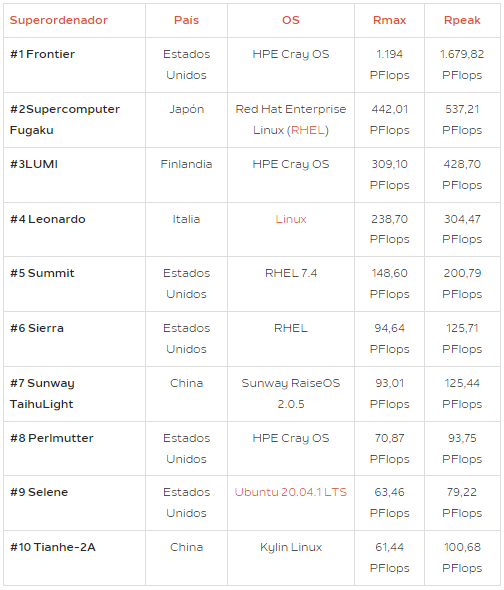 Superordenador País OS Rmax Rpeak
#1 Frontier Estados Unidos HPE Cray OS 1.194 PFlops 1.679,82 PFlops
#2Supercomputer Fugaku Japón Red Hat Enterprise Linux (RHEL) 442,01 PFlops 537,21 PFlops
#3LUMI Finlandia HPE Cray OS 309,10 PFlops 428,70 PFlops
#4 Leonardo Italia Linux 238,70 PFlops 304,47 PFlops
#5 Summit Estados Unidos RHEL 7.4 148,60 PFlops 200,79 PFlops
#6 Sierra Estados Unidos RHEL 94,64 PFlops 125,71 PFlops
#7 Sunway TaihuLight China Sunway RaiseOS 2.0.5 93,01 PFlops 125,44 PFlops
#8 Perlmutter Estados Unidos HPE Cray OS 70,87 PFlops 93,75 PFlops
#9 Selene Estados Unidos Ubuntu 20.04.1 LTS 63,46 PFlops 79,22 PFlops
#10 Tianhe-2A China Kylin Linux 61,44 PFlops 100,68 PFlops